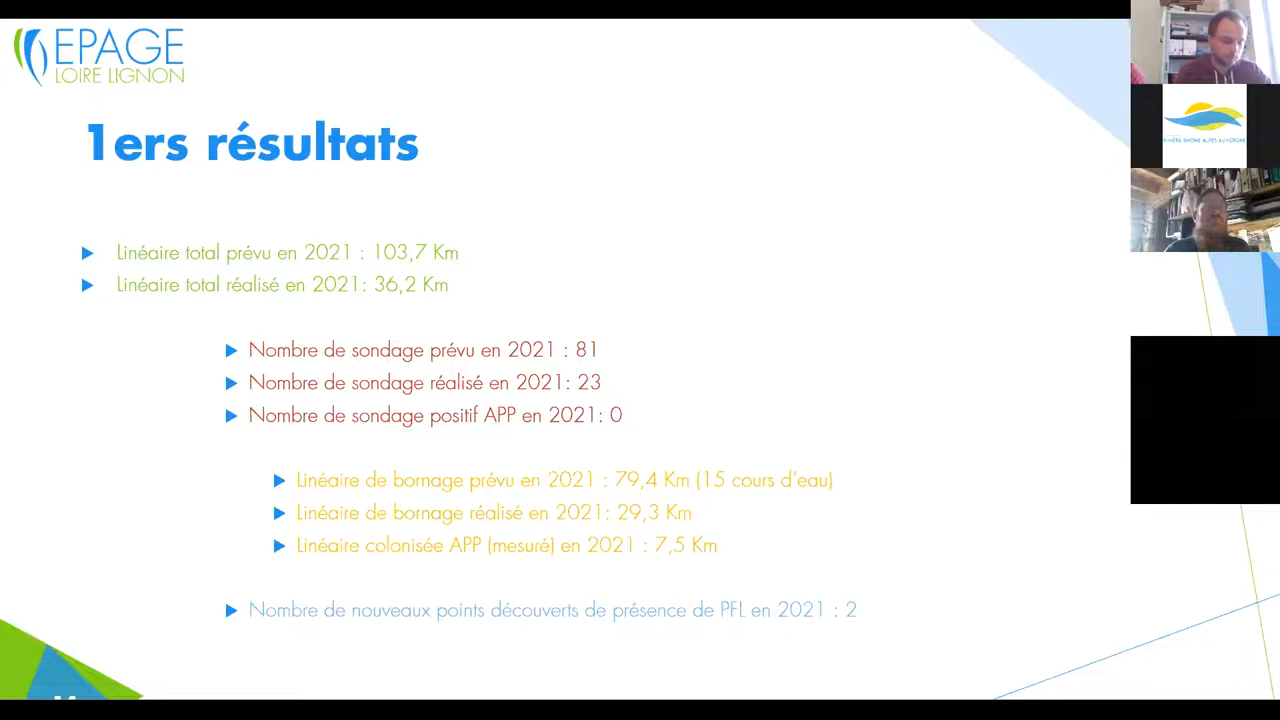 EPAGE
LOIRE LIGNON
1ers résultats
Linéaire total prévu en 2021 : 103,7 Km
Linéaire total réalisé en 2021: 36,2 Km
Nombre de sondage prévu en 2021 : 81
Nombre de sondage réalisé en 2021: 23
Nombre de sondage positif APP en 2021: 0
Linéaire de bornage prévu en 2021 : 79,4 Km (15 cours d’eau)
Linéaire de bornage réalisé en 2021: 29,3 Km
Linéaire colonisée APP (mesuré) en 2021 : 7,5 Km
Nombre de nouveaux points découverts de présence de PFL en 2021 : 2
RIVIÈRE RHÔNE ALPES AUVERGNE